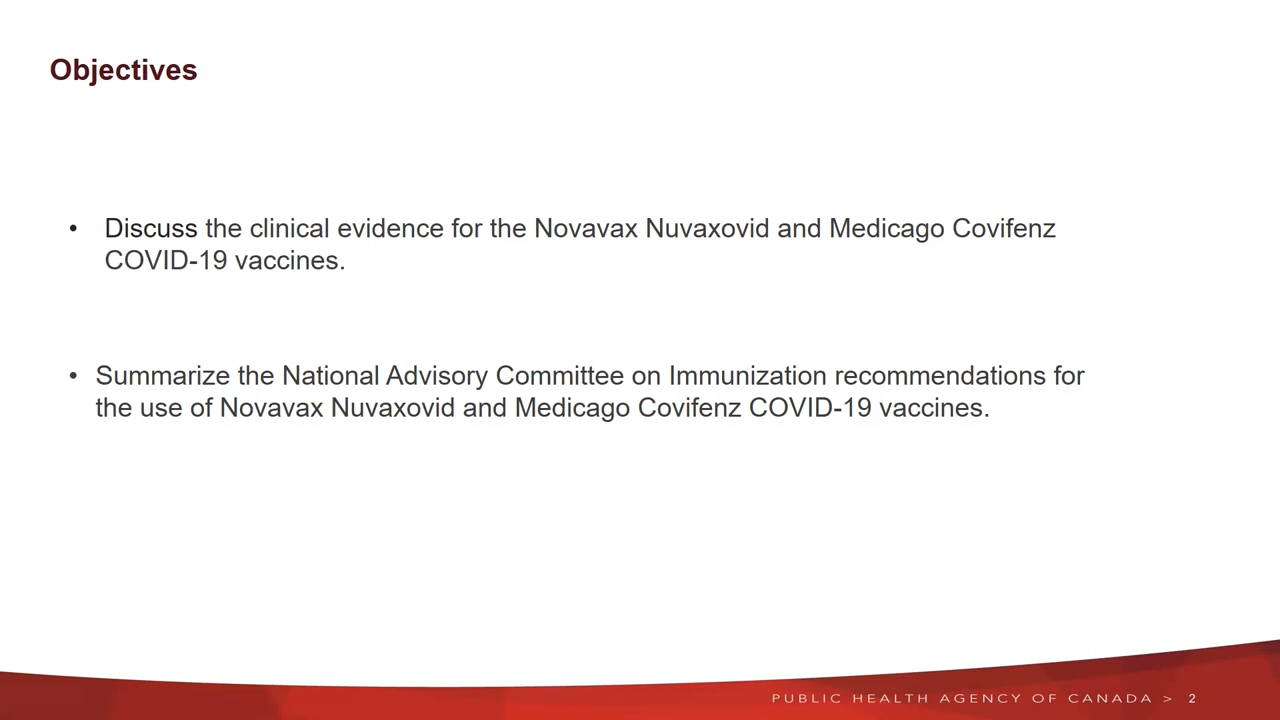 Objectives
• Discuss the clinical evidence for the Novavax Nuvaxovid and Medicago Covifenz
COVID-19 vaccines.
• Summarize the National Advisory Committee on Immunization recommendations for
the use of Novavax Nuvaxovid and Medicago Covifenz COVID-19 vaccines.
PUBLIC HEALTH AGENCY OF CANADA > 2